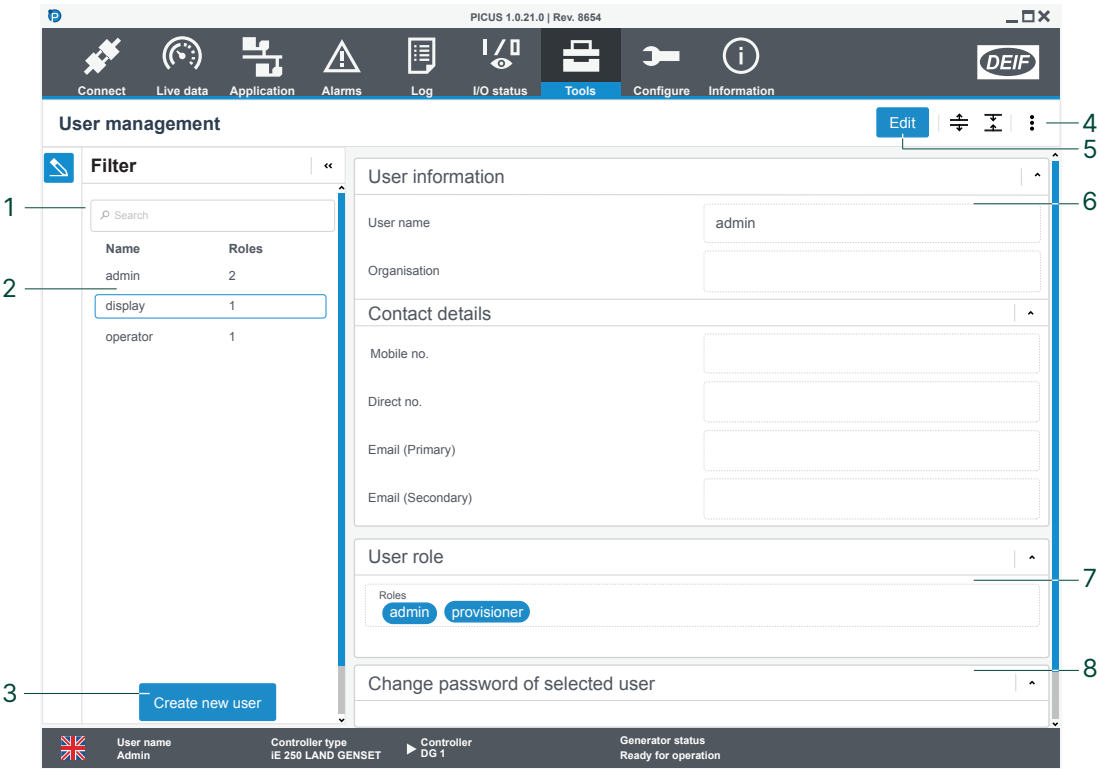 PICUS 1.0.21.0 | Rev. 8654
Connect Live data Application Alarms Log I/O status Tools Configure Information
DEIF
User management
Edit
4
5
Filter
«
1
Search
Name Roles
admin 2
2
display 1
operator 1
3
Create new user
User information
6
User name admin
Organisation
Contact details
Mobile no.
Direct no.
Email (Primary)
Email (Secondary)
User role
7
Roles
admin provisioner
8
Change password of selected user
User name
Admin
Controller type
iE 250 LAND GENSET
Controller
DG 1
Generator status
Ready for operation